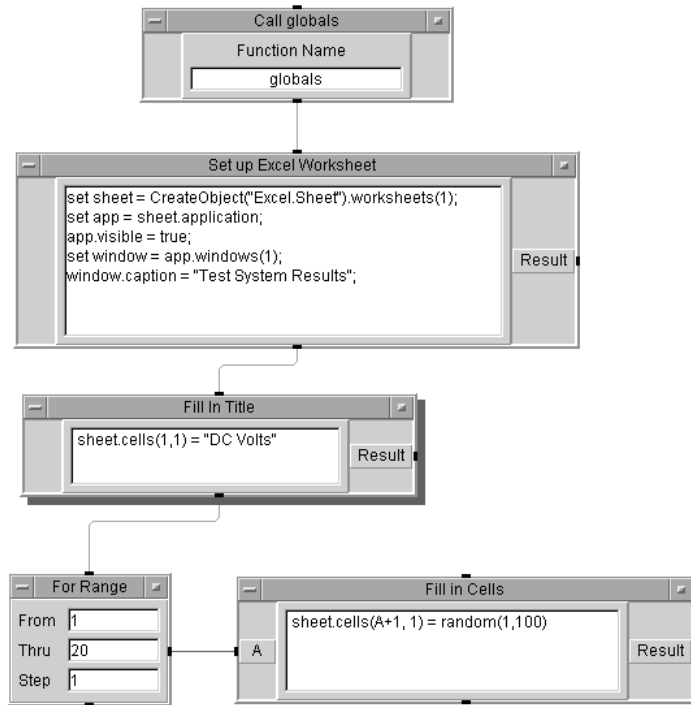 Call globals
Function Name
globals
Set up Excel Worksheet
set sheet = CreateObject("Excel.Sheet").worksheets(1);
set app = sheet.application;
app.visible = true;
set window = app.windows(1);
window.caption = "Test System Results";
Result
Fill In Title
sheet.cells(1,1) = "DC Volts"
Result
For Range
From 1
Thru 20
Step 1
Fill in Cells
A
sheet.cells(A+1, 1) = random(1,100)
Result